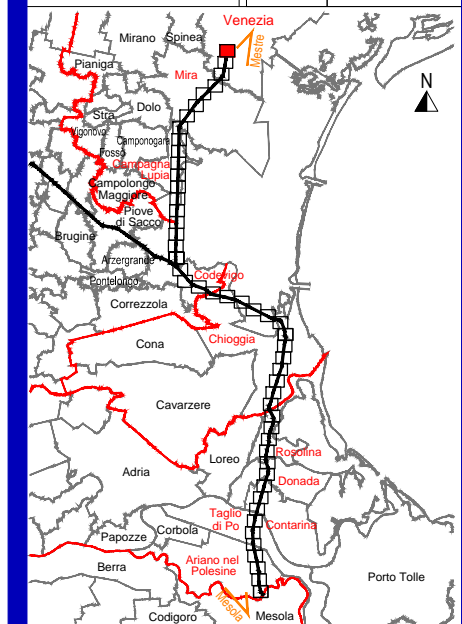 Venezia
Mirano
Spinea
Mestre
Pianiga
Mira
N
Dolo
Stra
Vigonovo
Camponogara
Fossò
Campagna
Lupia
Campolongo
Maggiore
Piove
di Sacco
Brugine
Arzergrande
Codevigo
Pontelongo
Correzzola
Chioggia
Cona
Cavarzere
Loreo
Rosolina
Adria
Donada
Taglio
di Po
Contarina
Corbola
Papozze
Ariano nel
Polesine
Berra
Porto Tolle
Mesola
Mesola
Codigoro